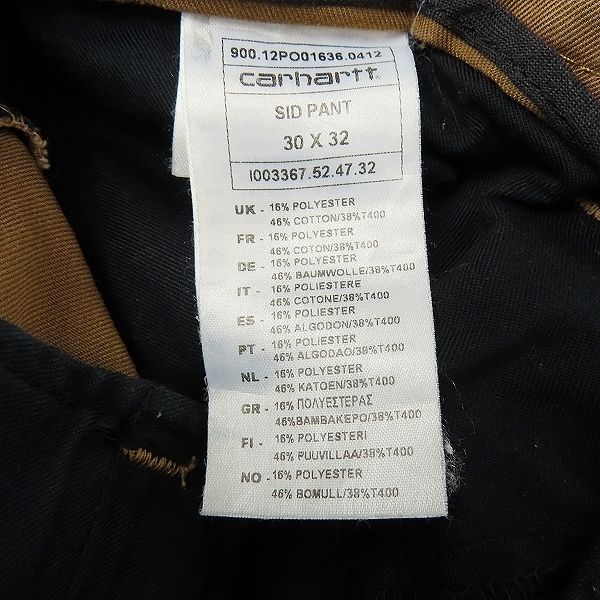 900.12PO01636.0412
carhartt
SID PANT
30 X 32
I003367.52.47.32
UK - 16% POLYESTER
46% COTTON/38%T400
FR - 16% POLYESTER
46% COTON/38%T400
DE - 16% POLYESTER
46% BAUMWOLLE/38%T400
IT - 16% POLIESTERE
46% COTONE/38%T400
ES - 16% POLIESTER
46% ALGODON/38%T400
PT - 16% POLIESTER
46% ALGODAO/38%T400
NL - 16% POLYESTER
46% KATOEN/38%T400
GR - 16% ΠΟΛΥΕΣΤΕΡΑΣ
46%ΒΑΜΒΑΚΕΡΟ/38%T400
FI - 16% POLYESTERI
46% PUUVILLAA/38%T400
NO - 16% POLYESTER
46% BOMULL/38%T400